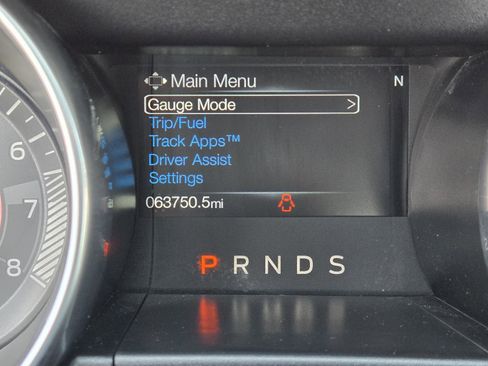 Main Menu N
Gauge Mode >
Trip/Fuel
Track Apps™
Driver Assist
Settings
063750.5mi
P R N D S
6
7
8